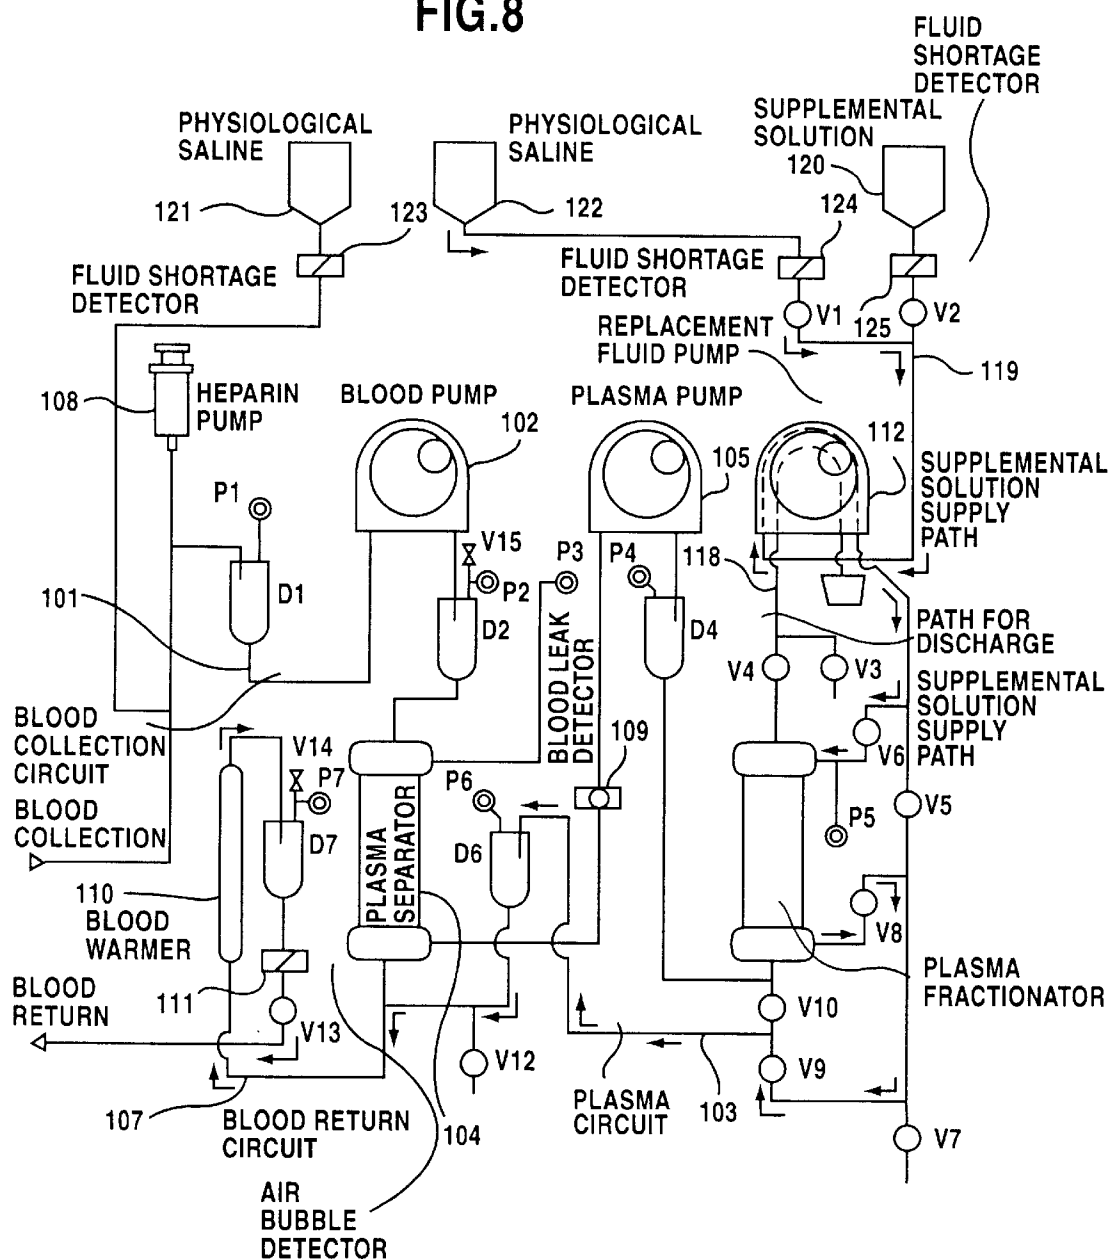 FIG.8
FLUID
SHORTAGE
DETECTOR
PHYSIOLOGICAL
SALINE
PHYSIOLOGICAL
SALINE
SUPPLEMENTAL
SOLUTION
120
121
123
122
124
FLUID SHORTAGE
DETECTOR
FLUID SHORTAGE
DETECTOR
V1
125
V2
REPLACEMENT
FLUID PUMP
119
108
HEPARIN
PUMP
BLOOD PUMP
102
PLASMA PUMP
105
112
SUPPLEMENTAL
SOLUTION
SUPPLY
PATH
P1
V15
P2
P3
P4
118
101
D1
D2
D4
BLOOD LEAK
DETECTOR
PATH FOR
DISCHARGE
V4
V3
SUPPLEMENTAL
SOLUTION
SUPPLY
PATH
BLOOD
COLLECTION
CIRCUIT
V14
P7
109
V6
P6
V5
P5
BLOOD
COLLECTION
D7
D6
PLASMA
SEPARATOR
110
BLOOD
WARMER
V8
111
PLASMA
FRACTIONATOR
BLOOD
RETURN
V13
V10
V12
V9
107
BLOOD RETURN
CIRCUIT
104
PLASMA
CIRCUIT
103
V7
AIR
BUBBLE
DETECTOR